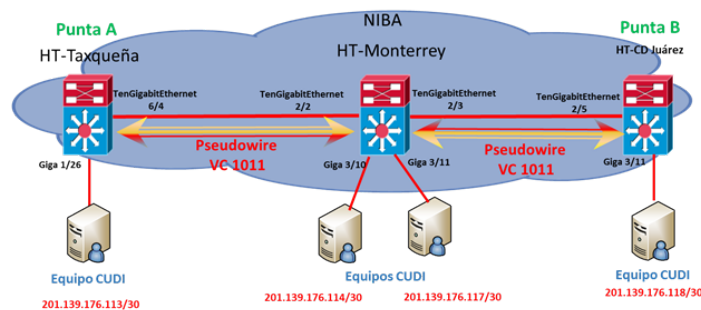 NIBA
Punta A
Punta B
HT-Taxqueña
HT-Monterrey
HT-CD Juárez
TenGigabitEthernet
6/4
TenGigabitEthernet
2/2
TenGigabitEthernet
2/3
TenGigabitEthernet
2/5
Pseudowire
VC 1011
Pseudowire
VC 1011
Giga 1/26
Giga 3/10
Giga 3/11
Giga 3/11
Equipo CUDI
Equipos CUDI
Equipo CUDI
201.139.176.113/30
201.139.176.114/30
201.139.176.117/30
201.139.176.118/30